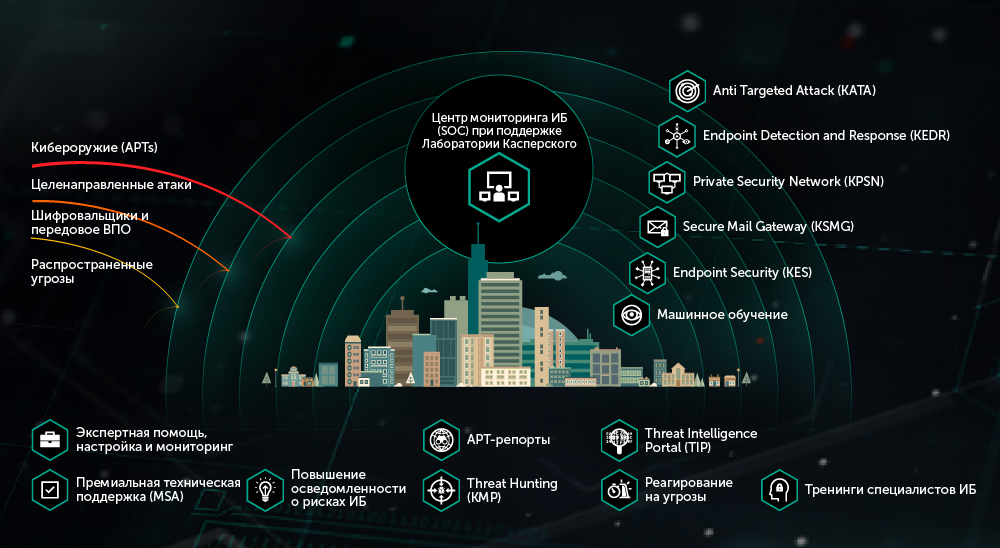 Центр мониторинга ИБ
(SOC) при поддержке
Лаборатории Касперского
Кибероружие (APTs)
Целенаправленные атаки
Шифровальщики и
передовое ВПО
Распространенные
угрозы
Anti Targeted Attack (KATA)
Endpoint Detection and Response (KEDR)
Private Security Network (KPSN)
Secure Mail Gateway (KSMG)
Endpoint Security (KES)
Машинное обучение
Экспертная помощь,
настройка и мониторинг
APT-репорты
Threat Intelligence
Portal (TIP)
Премиальная техническая
поддержка (MSA)
Повышение
осведомленности
о рисках ИБ
Threat Hunting
(KMP)
Реагирование
на угрозы
Тренинги специалистов ИБ